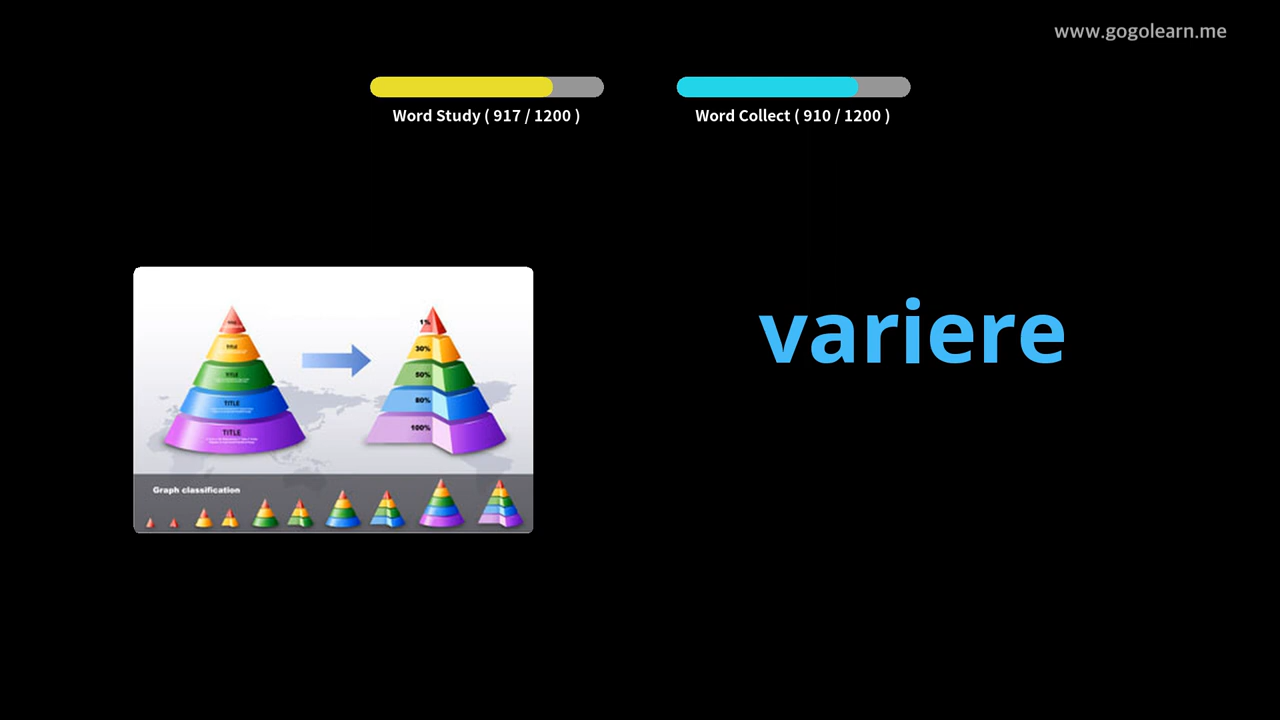 www.gogolearn.me
Word Study ( 917 / 1200 )
Word Collect ( 910 / 1200 )
variere
TITLE
TITLE
TITLE
TITLE
1%
30%
50%
80%
100%
Graph classification